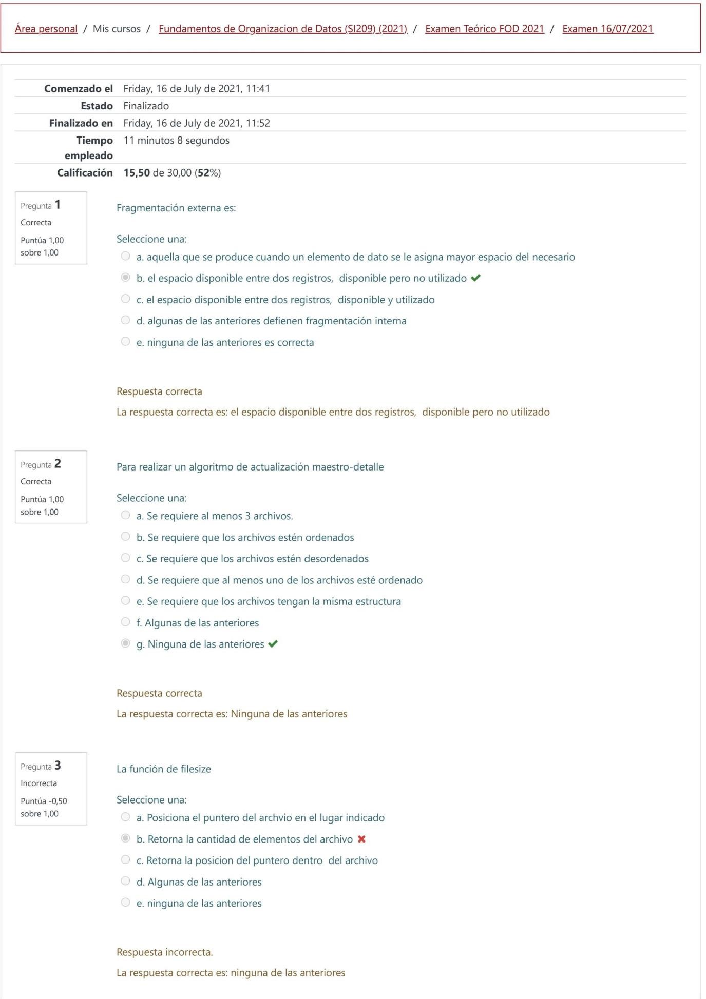 Área personal / Mis cursos / Fundamentos de Organizacion de Datos (SI209) (2021) / Examen Teórico FOD 2021 / Examen 16/07/2021
Comenzado el Friday, 16 de July de 2021, 11:41
Estado Finalizado
Finalizado en Friday, 16 de July de 2021, 11:52
Tiempo empleado 11 minutos 8 segundos
Calificación 15,50 de 30,00 (52%)
Pregunta 1
Correcta
Puntúa 1,00
sobre 1,00
Fragmentación externa es:
Seleccione una:
a. aquella que se produce cuando un elemento de dato se le asigna mayor espacio del necesario
b. el espacio disponible entre dos registros, disponible pero no utilizado
c. el espacio disponible entre dos registros, disponible y utilizado
d. algunas de las anteriores defienen fragmentación interna
e. ninguna de las anteriores es correcta
Respuesta correcta
La respuesta correcta es: el espacio disponible entre dos registros, disponible pero no utilizado
Pregunta 2
Correcta
Puntúa 1,00
sobre 1,00
Para realizar un algoritmo de actualización maestro-detalle
Seleccione una:
a. Se requiere al menos 3 archivos.
b. Se requiere que los archivos estén ordenados
c. Se requiere que los archivos estén desordenados
d. Se requiere que al menos uno de los archivos esté ordenado
e. Se requiere que los archivos tengan la misma estructura
f. Algunas de las anteriores
g. Ninguna de las anteriores
Respuesta correcta
La respuesta correcta es: Ninguna de las anteriores
Pregunta 3
Incorrecta
Puntúa -0,50
sobre 1,00
La función de filesize
Seleccione una:
a. Posiciona el puntero del archvio en el lugar indicado
b. Retorna la cantidad de elementos del archivo
c. Retorna la posicion del puntero dentro del archivo
d. Algunas de las anteriores
e. ninguna de las anteriores
Respuesta incorrecta.
La respuesta correcta es: ninguna de las anteriores